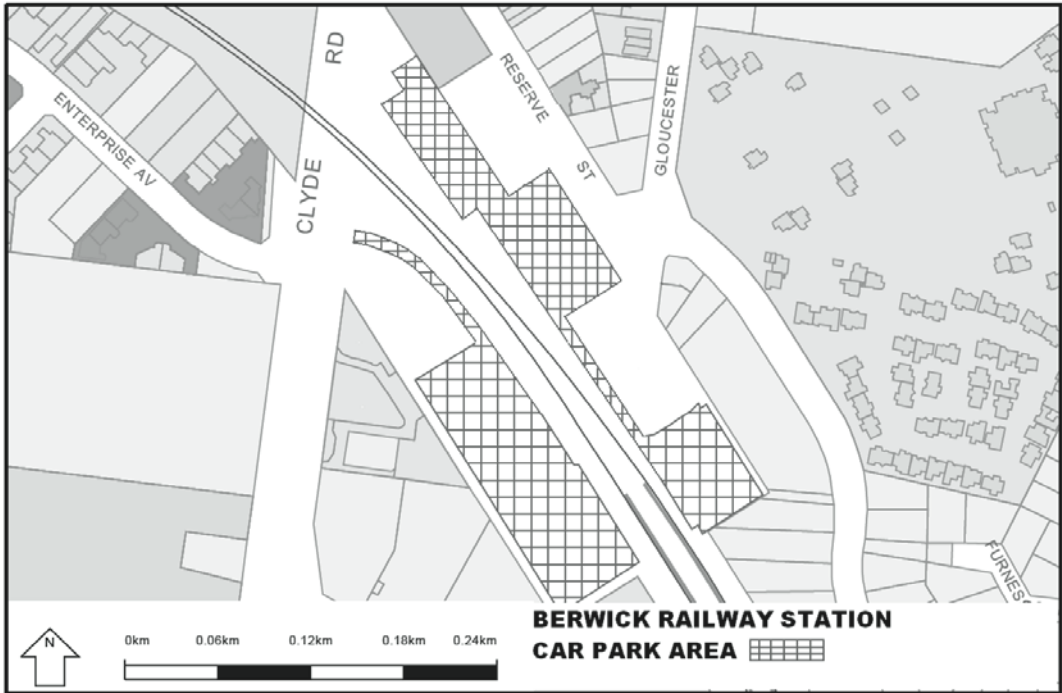 RD
RESERVE
ST
GLOUCESTER
ENTERPRISE AV
CLYDE
FURNESS
N
0km 0.06km 0.12km 0.18km 0.24km
BERWICK RAILWAY STATION
CAR PARK AREA